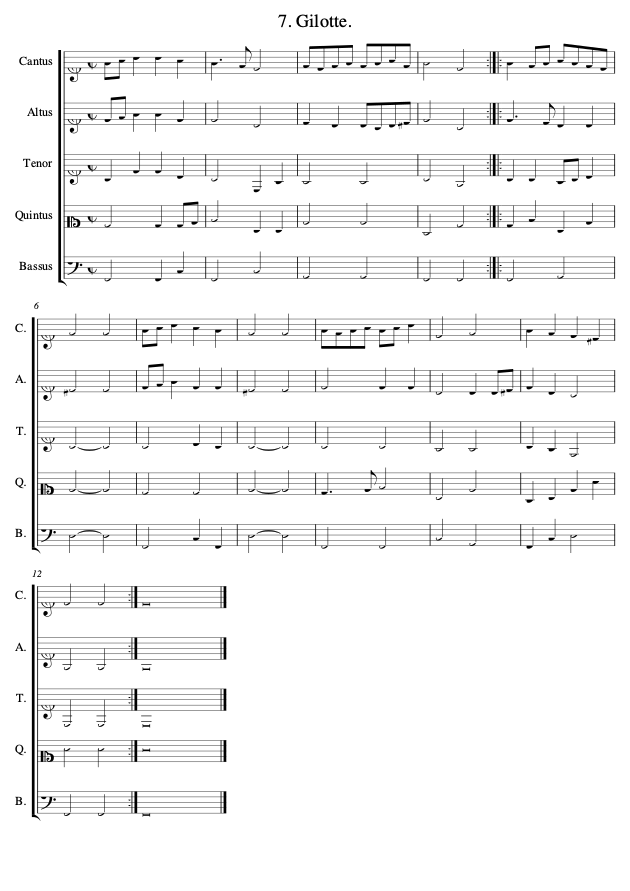 7. Gilotte.
Cantus
Altus
Tenor
Quintus
Bassus
6
C.
A.
T.
Q.
B.
12
C.
A.
T.
Q.
B.